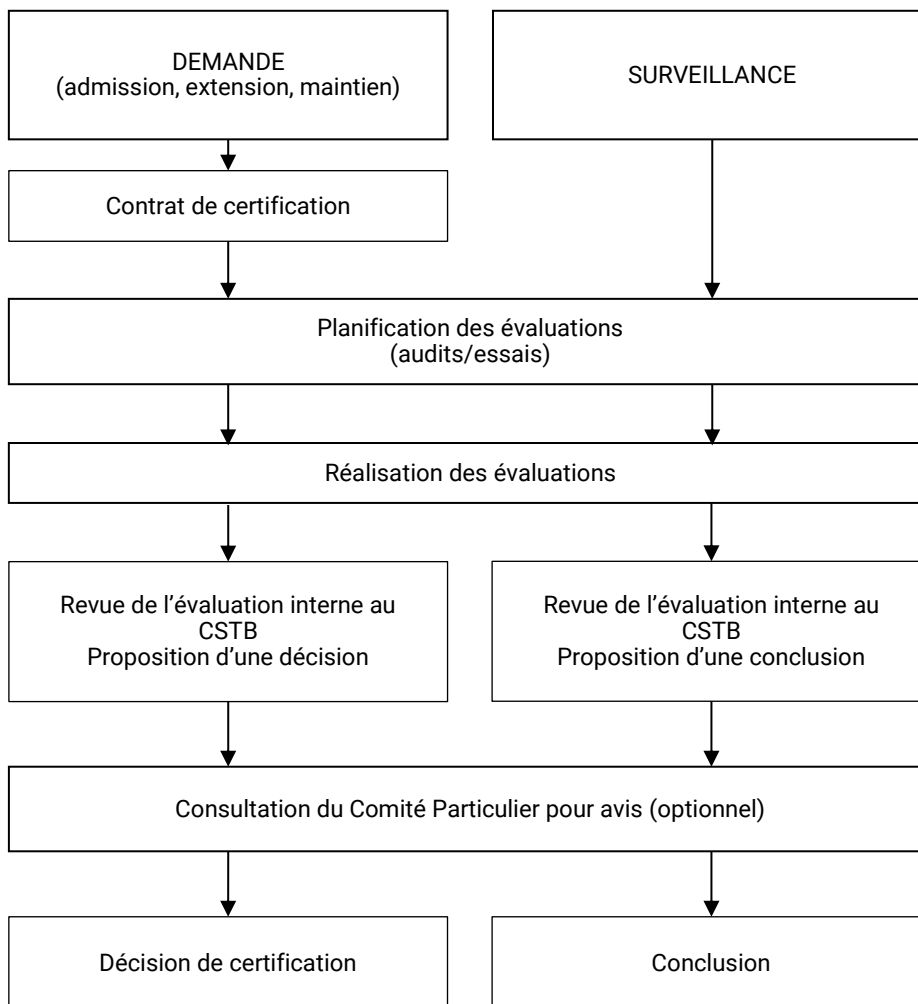 DEMANDE
(admission, extension, maintien)
SURVEILLANCE
Contrat de certification
Planification des évaluations
(audits/essais)
Réalisation des évaluations
Revue de l’évaluation interne au
CSTB
Proposition d’une décision
Revue de l’évaluation interne au
CSTB
Proposition d’une conclusion
Consultation du Comité Particulier pour avis (optionnel)
Décision de certification
Conclusion